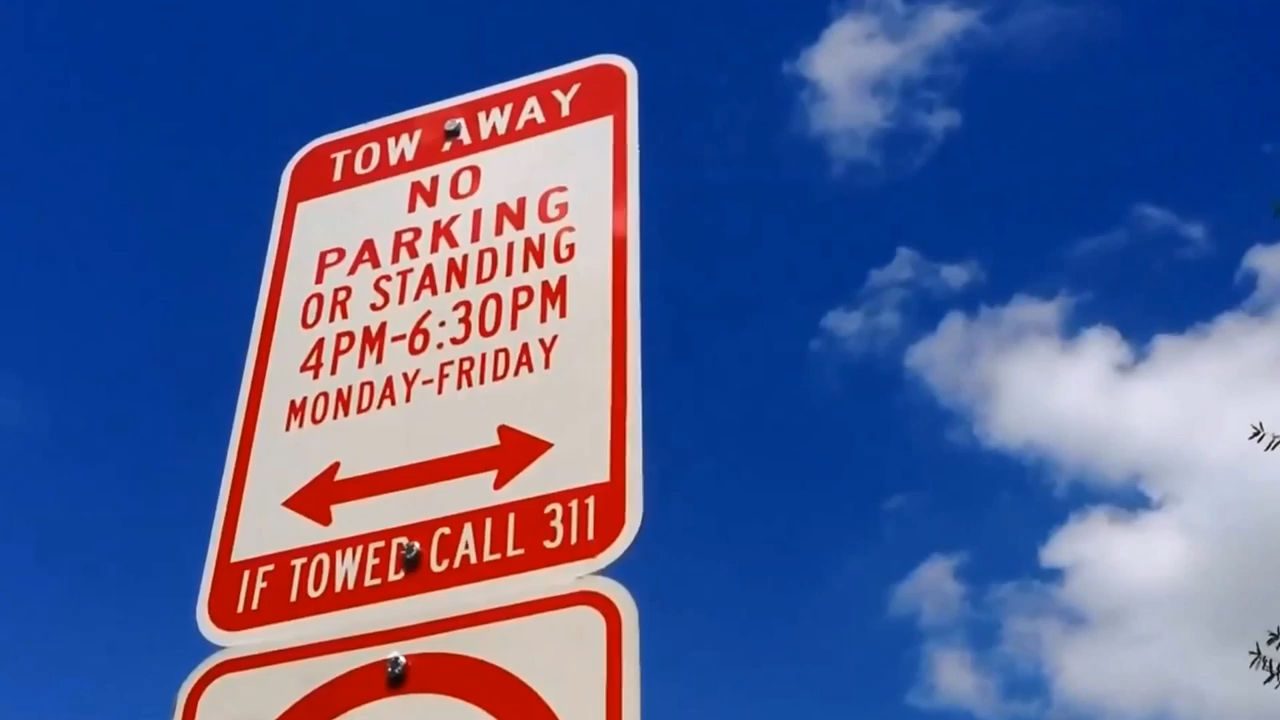 TOW AWAY
NO
PARKING
OR STANDING
4PM-6:30PM
MONDAY-FRIDAY
IF TOWED CALL 311